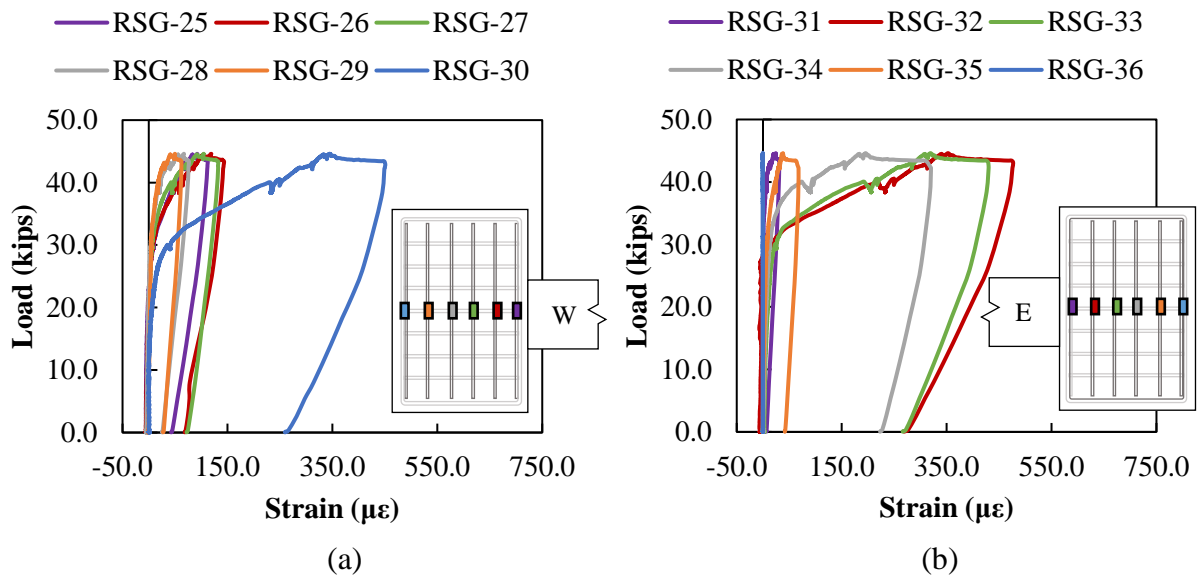 RSG-25 RSG-26 RSG-27
RSG-28 RSG-29 RSG-30
50.0
40.0
30.0
20.0
10.0
0.0
Load (kips)
-50.0 150.0 350.0 550.0 750.0
Strain (με)
W
(a)
RSG-31 RSG-32 RSG-33
RSG-34 RSG-35 RSG-36
50.0
40.0
30.0
20.0
10.0
0.0
Load (kips)
-50.0 150.0 350.0 550.0 750.0
Strain (με)
E
(b)